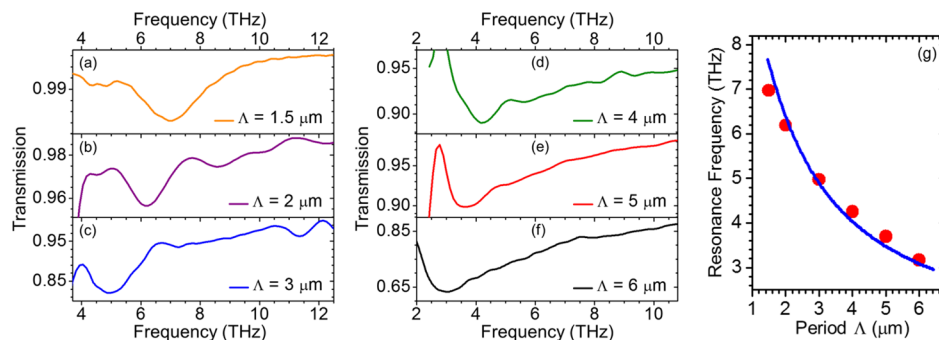 Frequency (THz)
4 6 8 10 12
(a)
0.99
Λ = 1.5 μm
(b)
0.98
0.96
Λ = 2 μm
(c)
0.95
0.85
Λ = 3 μm
4 6 8 10 12
Frequency (THz)
Transmission
Frequency (THz)
2 4 6 8 10
(d)
0.95
0.90
Λ = 4 μm
(e)
0.95
0.90
Λ = 5 μm
(f)
0.85
0.65
Λ = 6 μm
2 4 6 8 10
Frequency (THz)
Transmission
(g)
8
7
6
5
4
3
1 2 3 4 5 6
Resonance Frequency (THz)
Period Λ (μm)